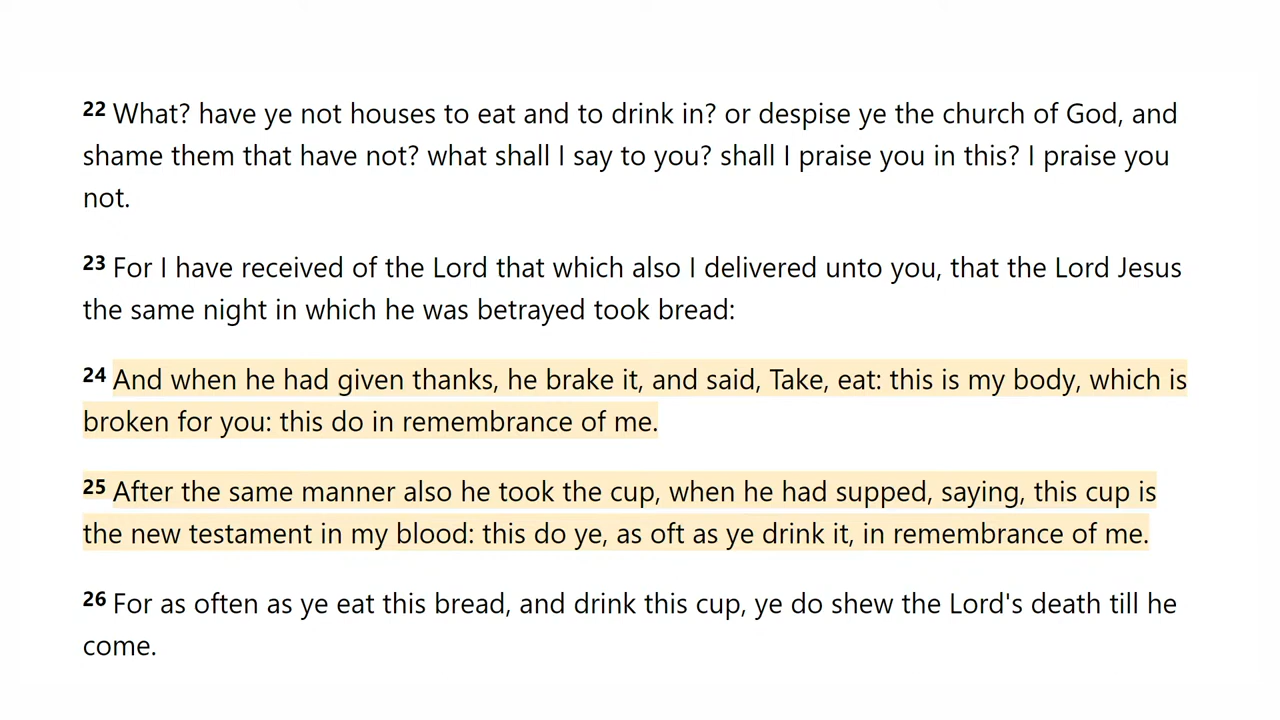 22 What? have ye not houses to eat and to drink in? or despise ye the church of God, and
shame them that have not? what shall I say to you? shall I praise you in this? I praise you
not.
23 For I have received of the Lord that which also I delivered unto you, that the Lord Jesus
the same night in which he was betrayed took bread:
24 And when he had given thanks, he brake it, and said, Take, eat: this is my body, which is
broken for you: this do in remembrance of me.
25 After the same manner also he took the cup, when he had supped, saying, this cup is
the new testament in my blood: this do ye, as oft as ye drink it, in remembrance of me.
26 For as often as ye eat this bread, and drink this cup, ye do shew the Lord's death till he
come.